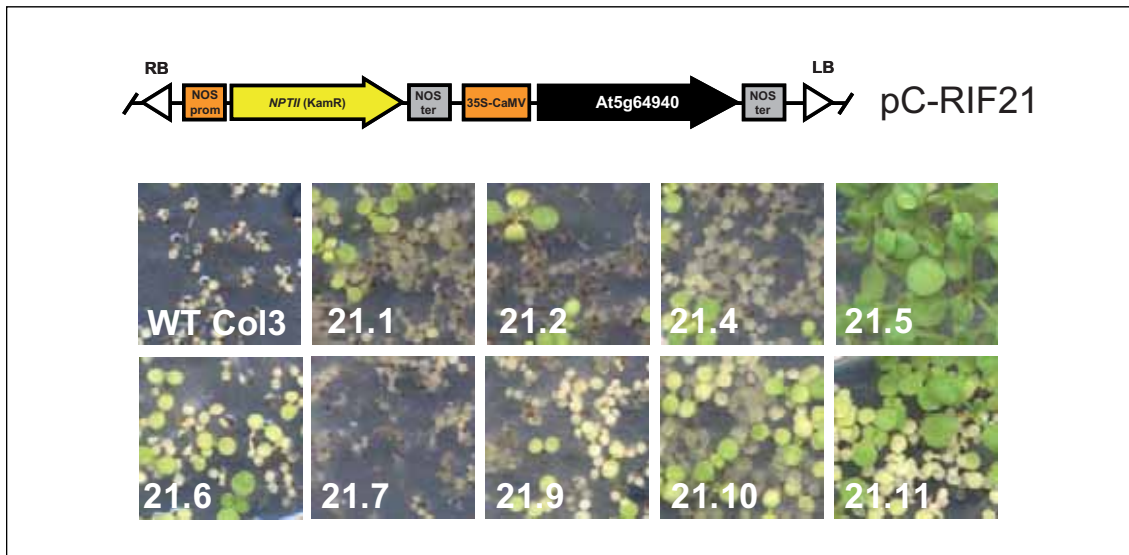 RB
LB
NOS
prom
NPTII (KamR)
NOS
ter
35S-CaMV
At5g64940
NOS
ter
pC-RIF21
WT Col3
21.1
21.2
21.4
21.5
21.6
21.7
21.9
21.10
21.11